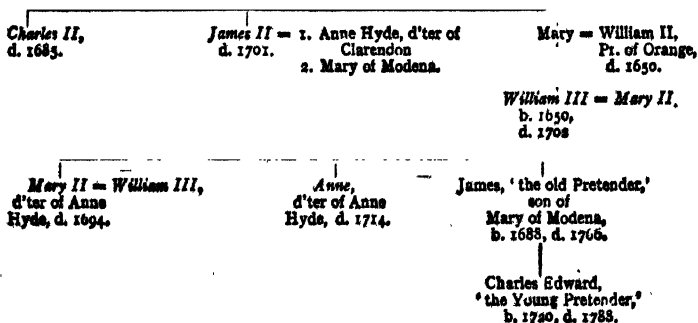 Charles II,
d. 1685.
James II = 1. Anne Hyde, d'ter of
d. 1701. Clarendon
2. Mary of Modena.
Mary = William II,
Pr. of Orange,
d. 1650.
William III = Mary II.
b. 1650,
d. 1702
Mary II = William III,
d'ter of Anne
Hyde, d. 1694.
Anne,
d'ter of Anne
Hyde, d. 1714.
James, 'the old Pretender,'
son of
Mary of Modena,
b. 1688, d. 1766.
Charles Edward,
'the Young Pretender,'
b. 1720, d. 1788.